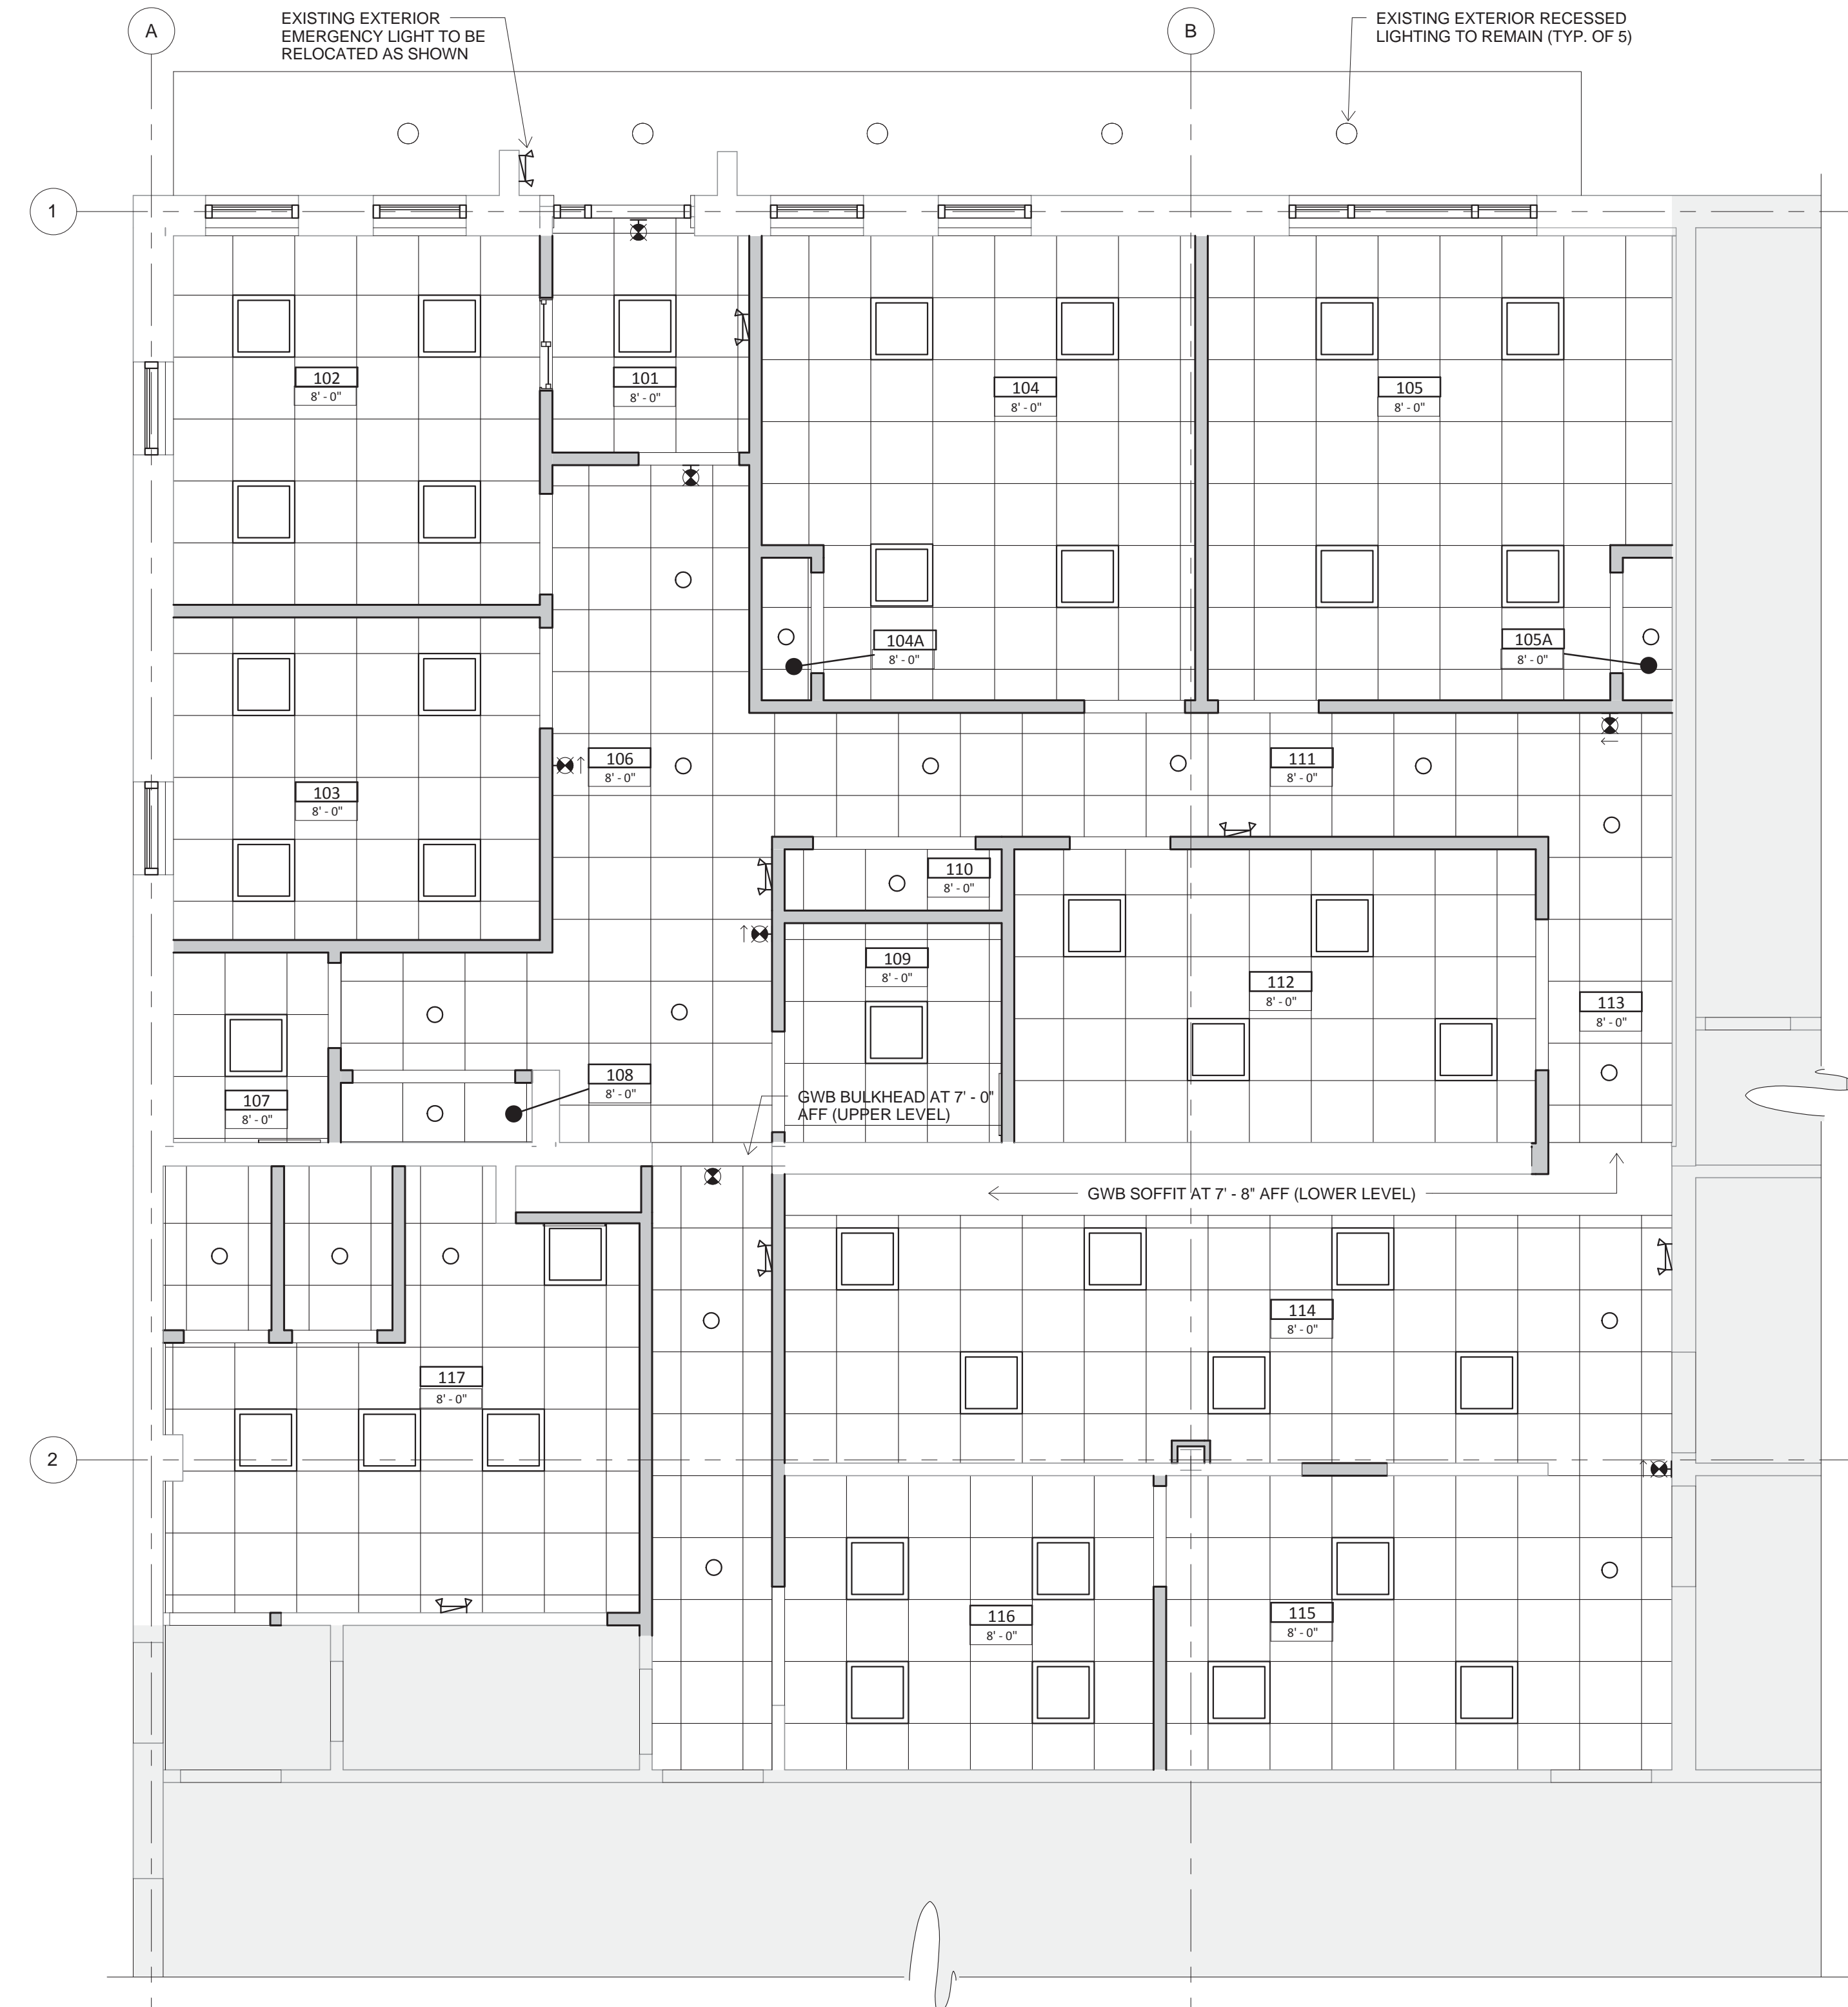 A
EXISTING EXTERIOR
EMERGENCY LIGHT TO BE
RELOCATED AS SHOWN
B
EXISTING EXTERIOR RECESSED
LIGHTING TO REMAIN (TYP. OF 5)
1
102
8' - 0"
101
8' - 0"
104
8' - 0"
105
8' - 0"
104A
8' - 0"
105A
8' - 0"
106
8' - 0"
111
8' - 0"
103
8' - 0"
110
8' - 0"
109
8' - 0"
112
8' - 0"
113
8' - 0"
108
8' - 0"
107
8' - 0"
GWB BULKHEAD AT 7' - 0"
AFF (UPPER LEVEL)
GWB SOFFIT AT 7' - 8" AFF (LOWER LEVEL)
114
8' - 0"
117
8' - 0"
2
116
8' - 0"
115
8' - 0"